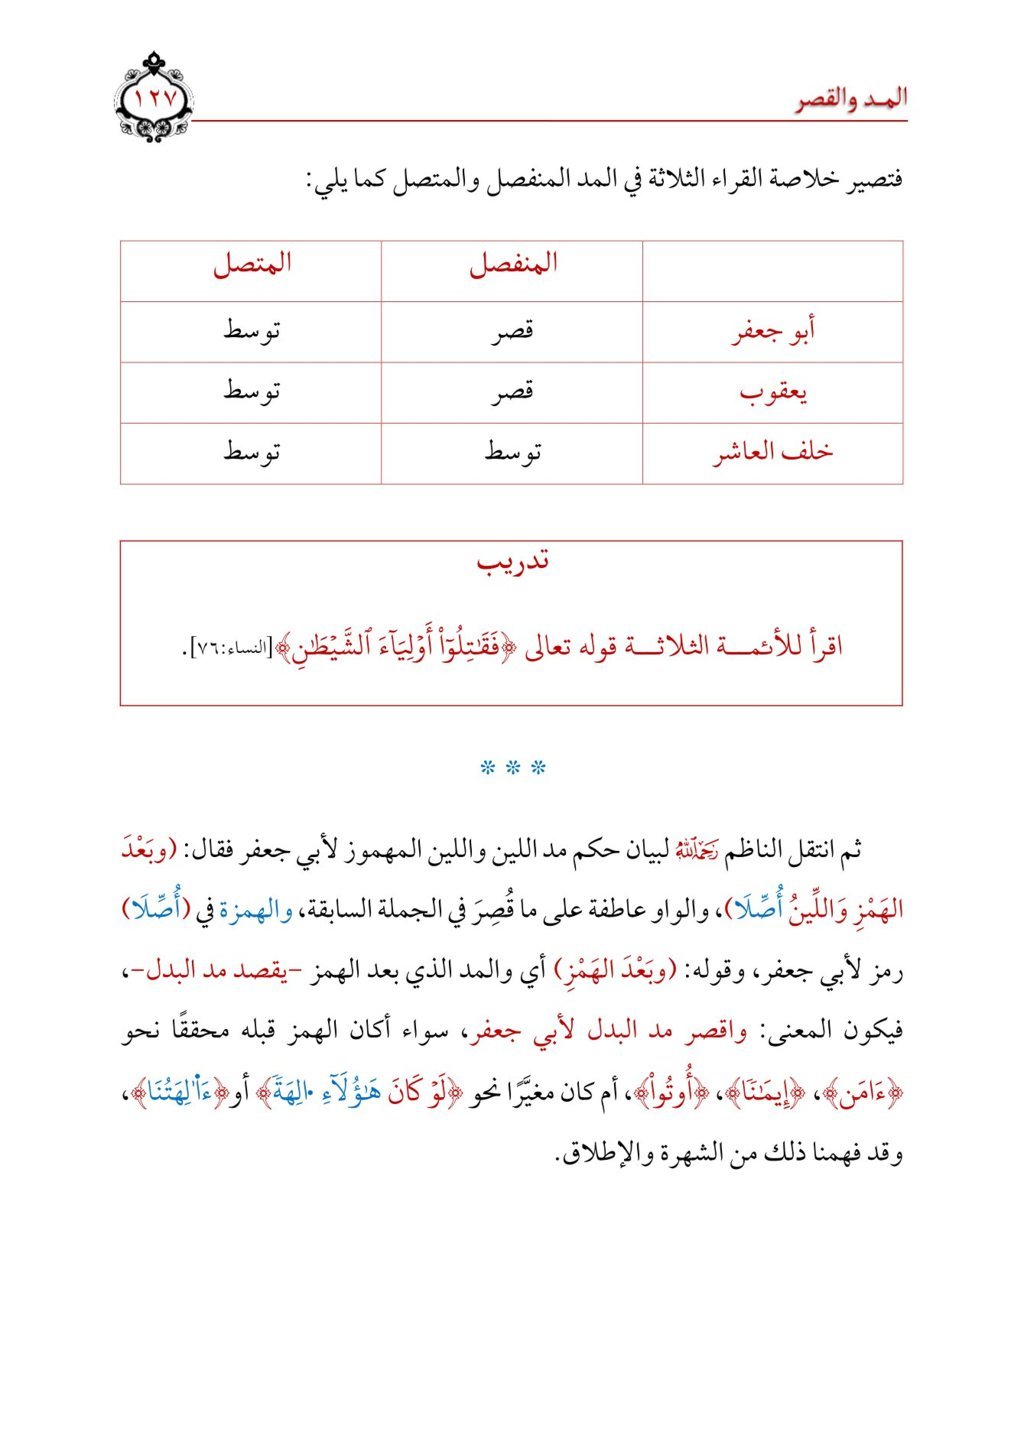 المـد والقصر
١٢٧
فتصير خلاصة القراء الثلاثة في المد المنفصل والمتصل كما يلي:
المنفصل المتصل
أبو جعفر قصر توسط
يعقوب قصر توسط
خلف العاشر توسط توسط
تدريب
اقرأ للأئمـــة الثلاثـــة قوله تعالى ﴿فَقَٰتِلُوٓاْ أَوۡلِيَآءَ ٱلشَّيۡطَٰنِ﴾[النساء:٧٦].
* * *
ثم انتقل الناظم رَحِمَهُ ٱللَّهُ لبيان حكم مد اللين واللين المهموز لأبي جعفر فقال: (وبَعْدَ
الهَمْزِ وَاللِّينُ أُصِّلَا)، والواو عاطفة على ما قُصِرَ في الجملة السابقة، والهمزة في (أُصِّلَا)
رمز لأبي جعفر، وقوله: (وبَعْدَ الهَمْزِ) أي والمد الذي بعد الهمز –يقصد مد البدل–،
فيكون المعنى: واقصر مد البدل لأبي جعفر، سواء أكان الهمز قبله محققًا نحو
﴿ءَامَن﴾، ﴿إِيمَٰنٗا﴾، ﴿أُوتُواْ﴾، أم كان مغيَّرًا نحو ﴿لَوۡ كَانَ هَٰٓؤُلَآءِ ٰالِهَةٗ﴾ أو﴿ءَا۬لِهَتُنَا﴾،
وقد فهمنا ذلك من الشهرة والإطلاق.